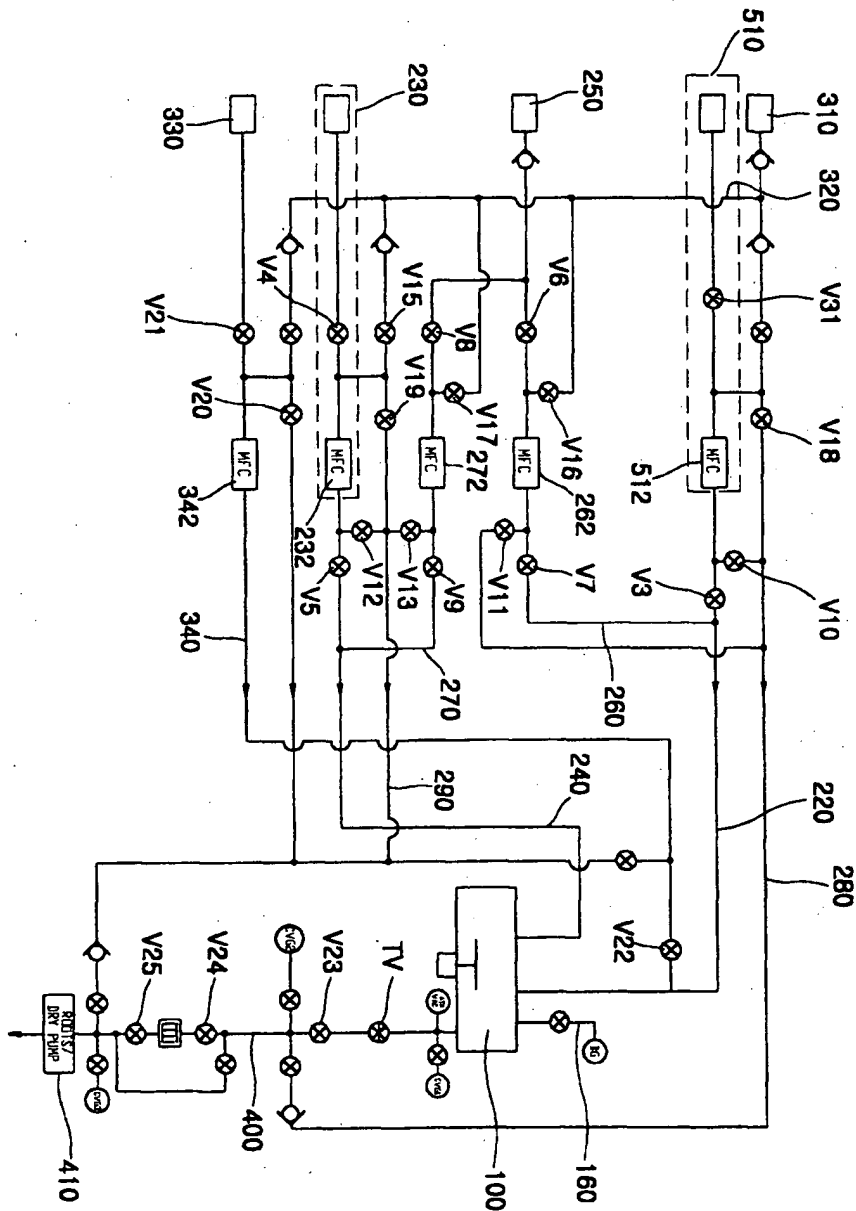 510
330
230
250
310
320
V4
V15
V6
V31
V21
V8
V19
V20
V17
V16
V18
MFC
MFC
MFC
MFC
MFC
342
232
272
262
512
V12
V13
V11
V10
V5
V9
V7
V3
340
270
260
290
240
220
280
V22
TV
V23
V24
V25
CVG2
ROOTS/
DRY PUMP
400
100
160
410